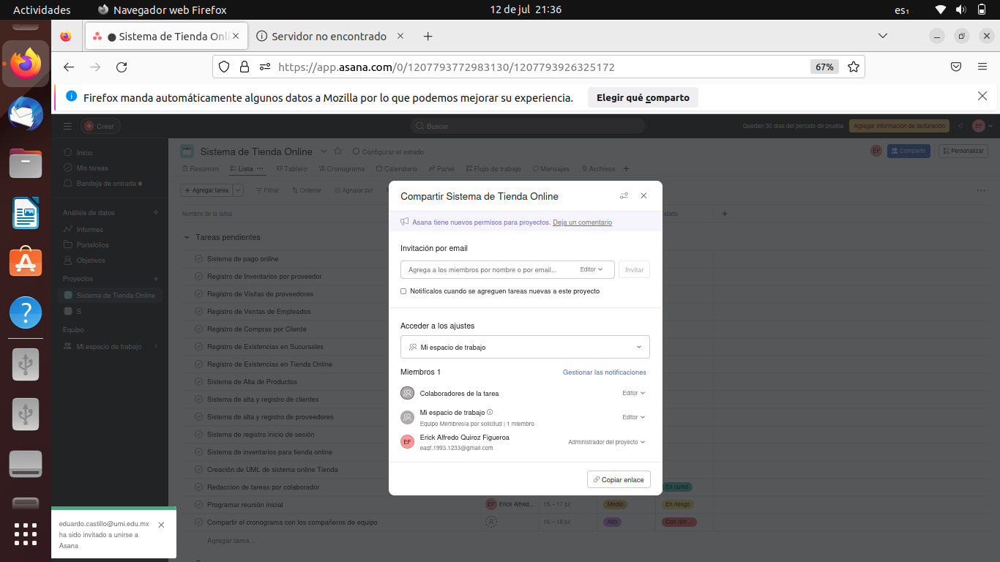 Actividades
Navegador web Firefox
12 de jul 21:36
es₁
Sistema de Tienda Onli
Servidor no encontrado
https://app.asana.com/0/1207793772983130/1207793926325172
67%
Firefox manda automáticamente algunos datos a Mozilla por lo que podemos mejorar su experiencia.
Elegir qué comparto
Crear
Buscar
Quedan 30 días del período de prueba
Agregar información de facturación
EF
Inicio
Mis tareas
Bandeja de entrada
Análisis de datos
Informes
Portafolios
Objetivos
Proyectos
Sistema de Tienda Online
S
Equipo
Mi espacio de trabajo
Sistema de Tienda Online
Configurar el estado
EF
Compartir
Personalizar
Resumen
Lista
Tablero
Cronograma
Calendario
Panel
Flujo de trabajo
Mensajes
Archivos
Agregar tarea
Filtrar
Ordenar
Agrupar por
Nombre de la tarea
stado
Tareas pendientes
Sistema de pago online
Registro de Inventarios por proveedor
Registro de Visitas de proveedores
Registro de Ventas de Empleados
Registro de Compras por Cliente
Registro de Existencias en Sucursales
Registro de Existencias en Tienda Online
Sistema de Alta de Productos
Sistema de alta y registro de clientes
Sistema de alta y registro de proveedores
Sistema de registro inicio de sesión
Sistema de inventarios para tienda online
Creación de UML de sistema online Tienda
Redaccion de tareas por colaborador
En curso
Programar reunión inicial
EF
Erick Alfred...
15 – 17 jul
Medio
En riesgo
Compartir el cronograma con los compañeros de equipo
16 – 18 jul
Alto
Con retr...
Agregar tarea...
Compartir Sistema de Tienda Online
Asana tiene nuevos permisos para proyectos. Deja un comentario
Invitación por email
Agrega a los miembros por nombre o por email...
Editor
Invitar
Notifícalos cuando se agreguen tareas nuevas a este proyecto
Acceder a los ajustes
Mi espacio de trabajo
Miembros 1
Gestionar las notificaciones
Colaboradores de la tarea
Editor
Mi espacio de trabajo
Equipo Membresía por solicitud | 1 miembro
Editor
EF
Erick Alfredo Quiroz Figueroa
eaqf.1993.1233@gmail.com
Administrador del proyecto
Copiar enlace
eduardo.castillo@umi.edu.mx
ha sido invitado a unirse a
Asana